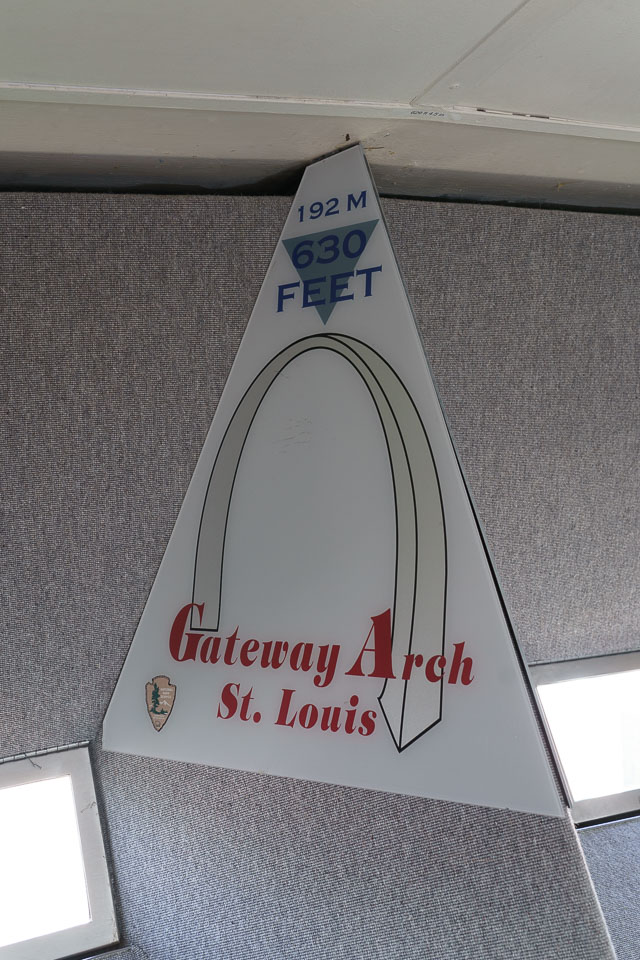 192 M
630
FEET
Gateway Arch
St. Louis